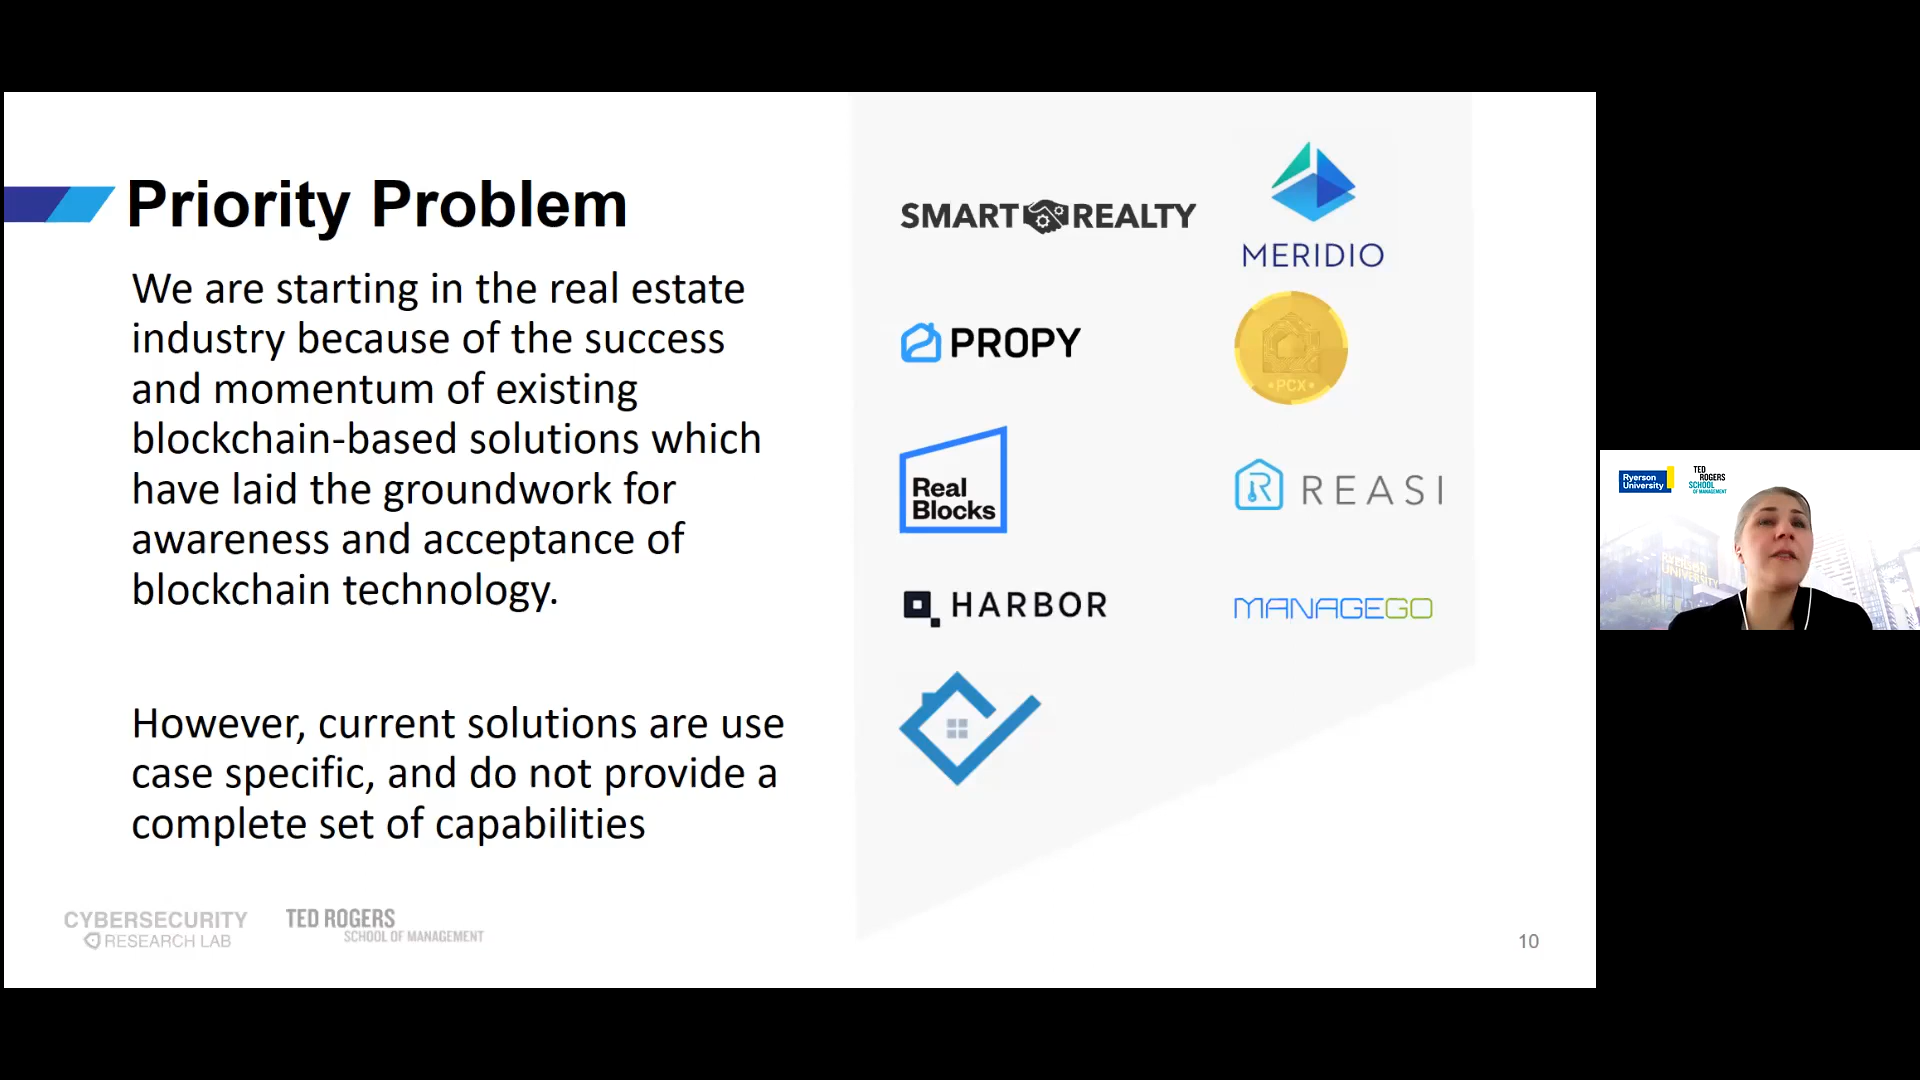 Priority Problem
We are starting in the real estate
industry because of the success
and momentum of existing
blockchain-based solutions which
have laid the groundwork for
awareness and acceptance of
blockchain technology.
However, current solutions are use
case specific, and do not provide a
complete set of capabilities
SMART REALTY
MERIDIO
PROPY
•PCX•
Real
Blocks
REASI
HARBOR
MANAGEGO
CYBERSECURITY
RESEARCH LAB
TED ROGERS
SCHOOL OF MANAGEMENT
10
Ryerson
University
TED
ROGERS
SCHOOL
OF MANAGEMENT